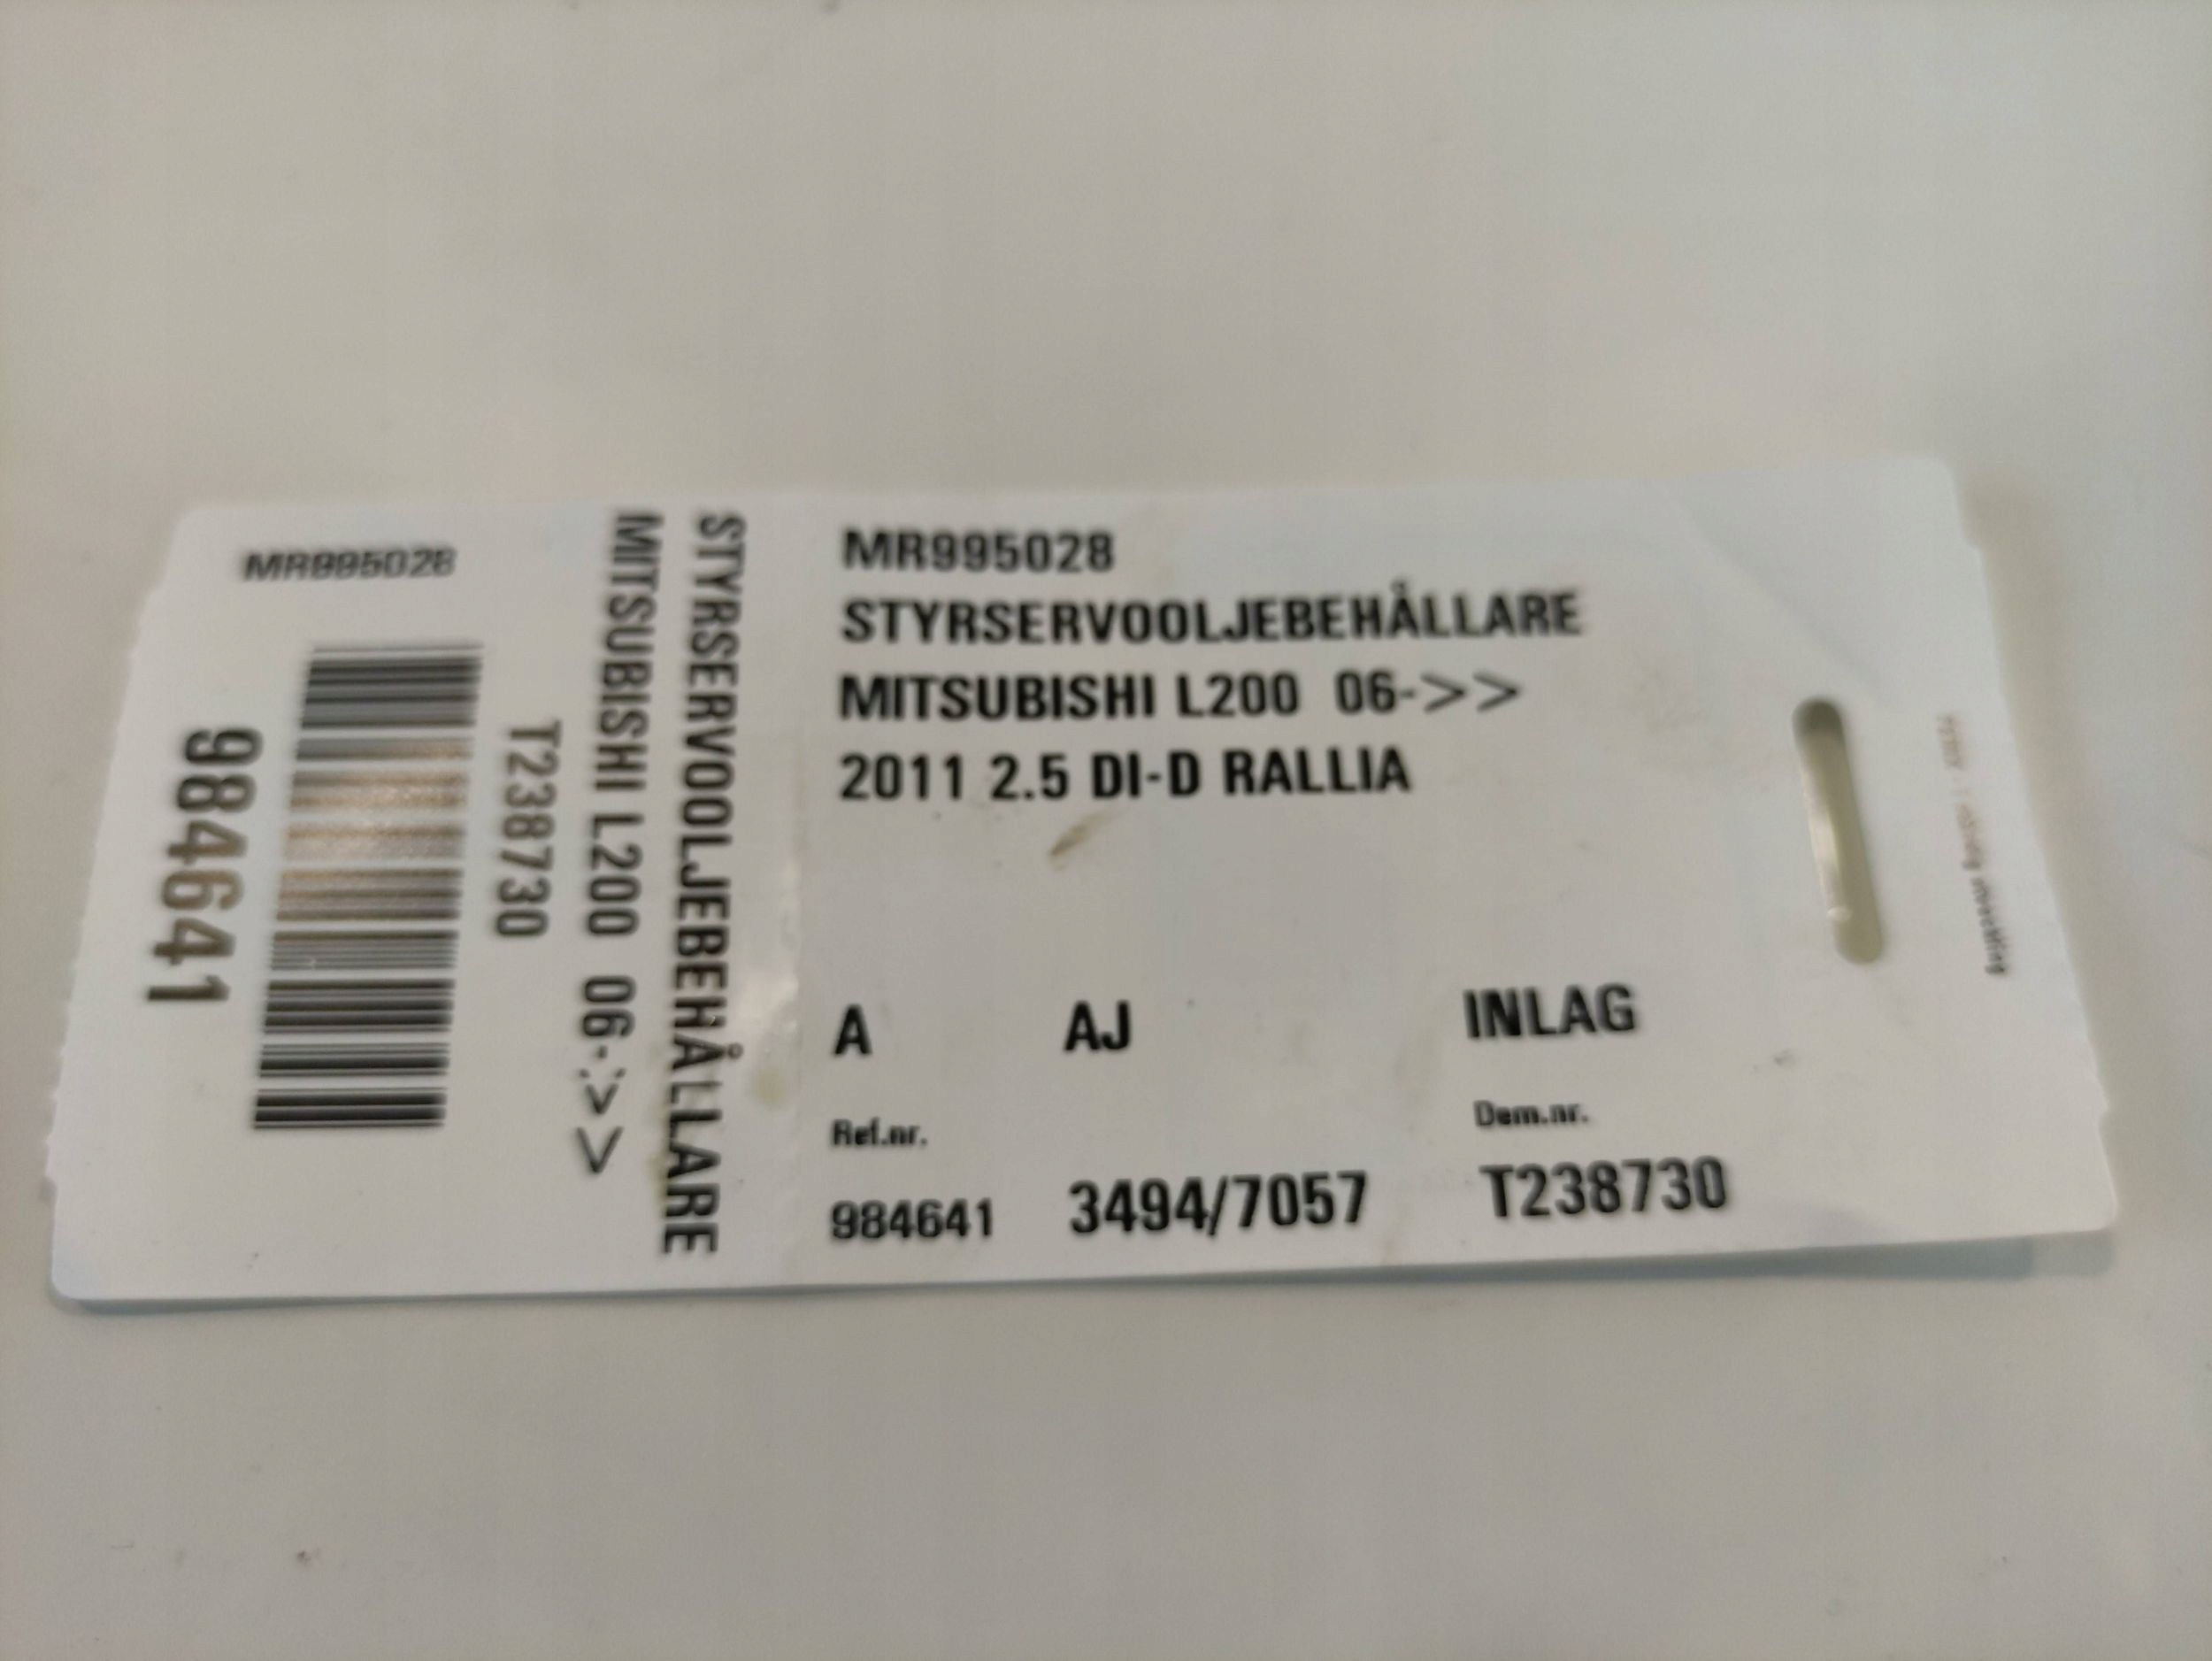 MR995028
984641
T238730
MITSUBISHI L200 06->>
STYRSERVOOLJEBEHÅLLARE
MR995028
STYRSERVOOLJEBEHÅLLARE
MITSUBISHI L200 06->>
2011 2.5 DI-D RALLIA
A AJ INLAG
Ref.nr. Dem.nr.
984641 3494/7057 T238730